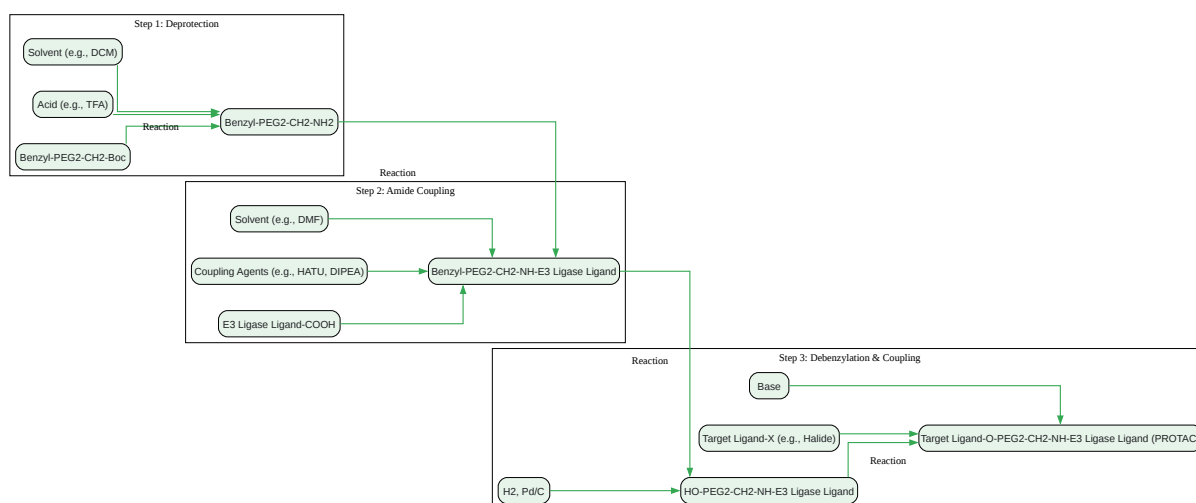 Step 1: Deprotection
Solvent (e.g., DCM)
Acid (e.g., TFA)
Reaction
Benzyl-PEG2-CH2-NH2
Benzyl-PEG2-CH2-Boc
Reaction
Step 2: Amide Coupling
Solvent (e.g., DMF)
Coupling Agents (e.g., HATU, DIPEA)
Benzyl-PEG2-CH2-NH-E3 Ligase Ligand
E3 Ligase Ligand-COOH
Reaction
Step 3: Debenzylation & Coupling
Base
Target Ligand-X (e.g., Halide)
Target Ligand-O-PEG2-CH2-NH-E3 Ligase Ligand (PROTAC
Reaction
H2, Pd/C
HO-PEG2-CH2-NH-E3 Ligase Ligand